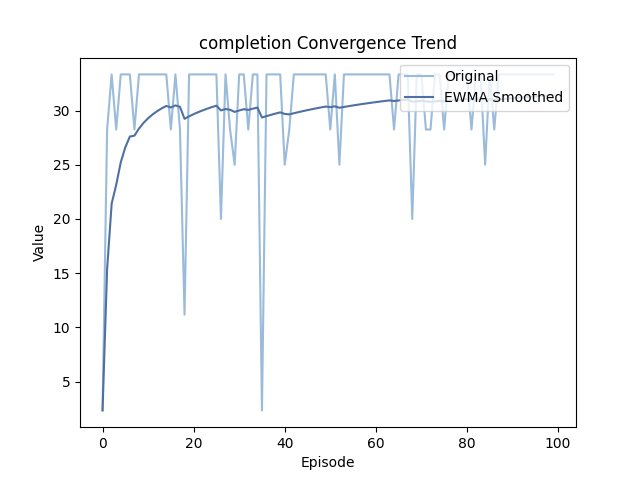 completion Convergence Trend
Original
EWMA Smoothed
Value
30
25
20
15
10
5
0 20 40 60 80 100
Episode